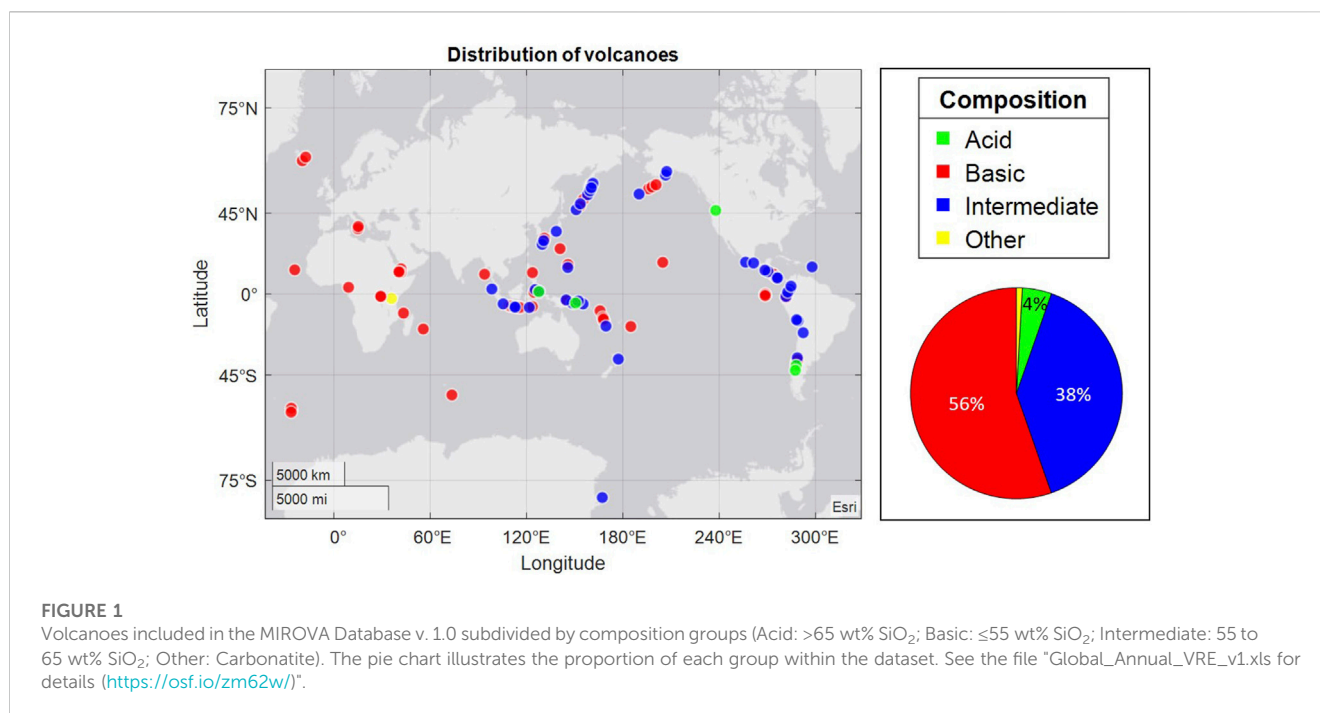 Distribution of volcanoes
75°N
45°N
0°
45°S
75°S
Latitude
5000 km
5000 mi
Esri
0°
60°E
120°E
180°E
240°E
300°E
Longitude
Composition
Acid
Basic
Intermediate
Other
4%
56%
38%
FIGURE 1
Volcanoes included in the MIROVA Database v. 1.0 subdivided by composition groups (Acid: >65 wt% SiO₂; Basic: ≤55 wt% SiO₂; Intermediate: 55 to
65 wt% SiO₂; Other: Carbonatite). The pie chart illustrates the proportion of each group within the dataset. See the file "Global_Annual_VRE_v1.xls for
details (https://osf.io/zm62w/)".